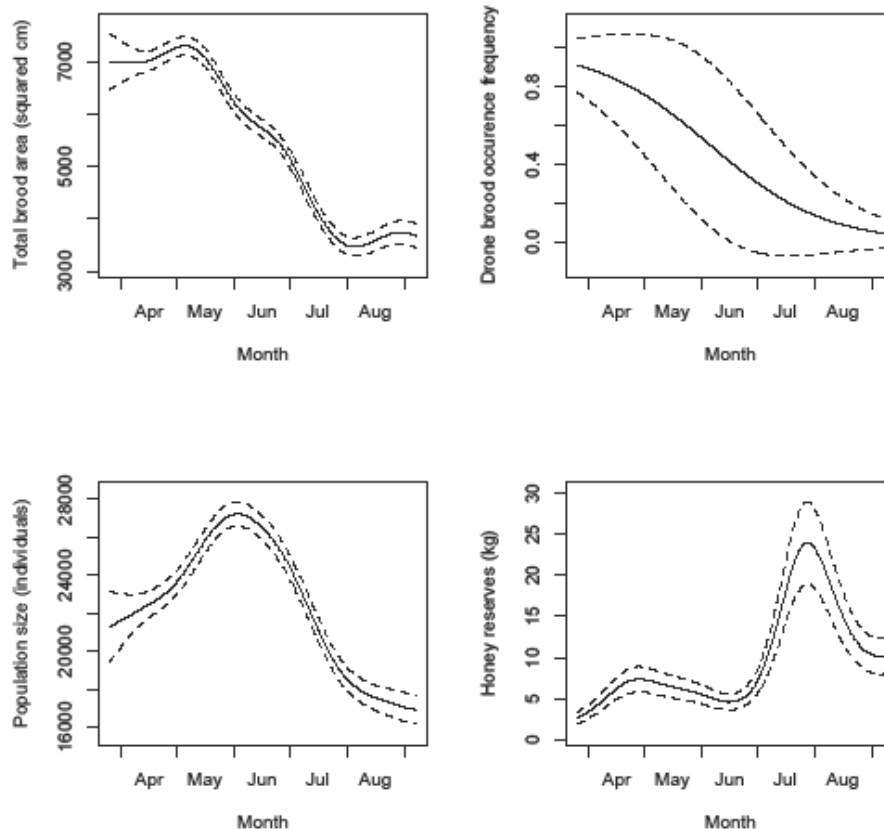 Total brood area (squared cm)
7000
5000
3000
Apr May Jun Jul Aug
Month
Drone brood occurence frequency
0.8
0.4
0.0
Apr May Jun Jul Aug
Month
Population size (individuals)
28000
24000
20000
16000
Apr May Jun Jul Aug
Month
Honey reserves (kg)
30
25
20
15
10
5
0
Apr May Jun Jul Aug
Month